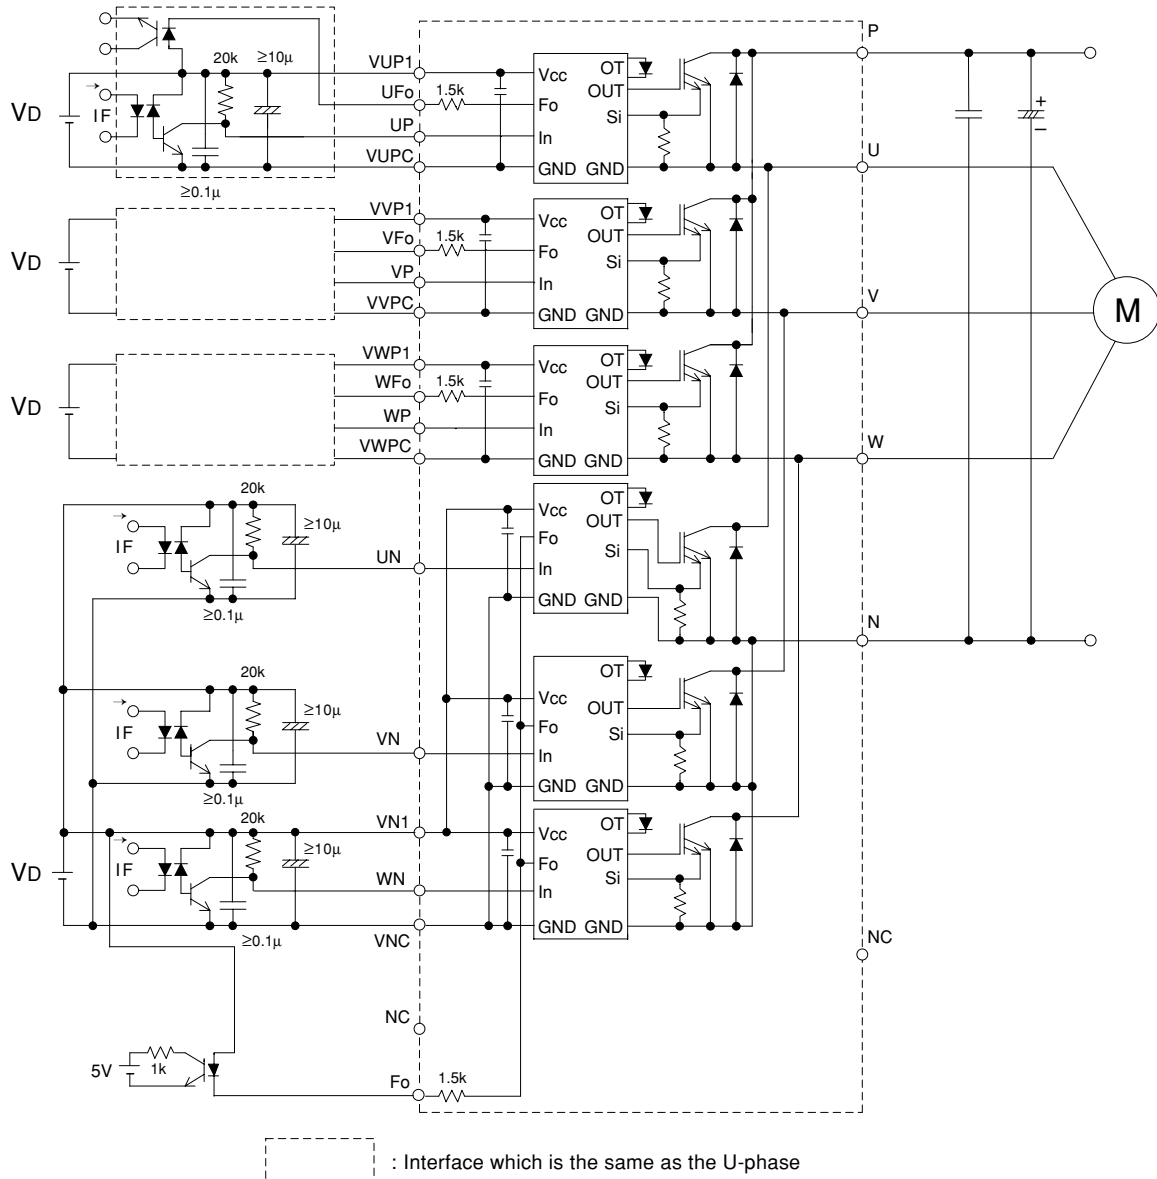 P
20k
≥10μ
VUP1
Vcc
OT
UFo
1.5k
OUT
VD
IF
Fo
Si
+
−
UP
In
VUPC
GND GND
U
≥0.1μ
VVP1
Vcc
OT
VFo
1.5k
OUT
VD
Fo
Si
VP
In
VVPC
GND GND
V
M
VWP1
Vcc
OT
WFo
1.5k
OUT
VD
Fo
Si
WP
In
VWPC
GND GND
W
20k
≥10μ
Vcc
OT
OUT
IF
Fo
Si
UN
In
GND GND
N
≥0.1μ
20k
≥10μ
Vcc
OT
OUT
IF
Fo
Si
VN
In
GND GND
≥0.1μ
20k
≥10μ
VN1
Vcc
OT
OUT
IF
Fo
Si
VD
WN
In
GND GND
≥0.1μ
VNC
NC
NC
5V
1k
Fo
1.5k
: Interface which is the same as the U-phase